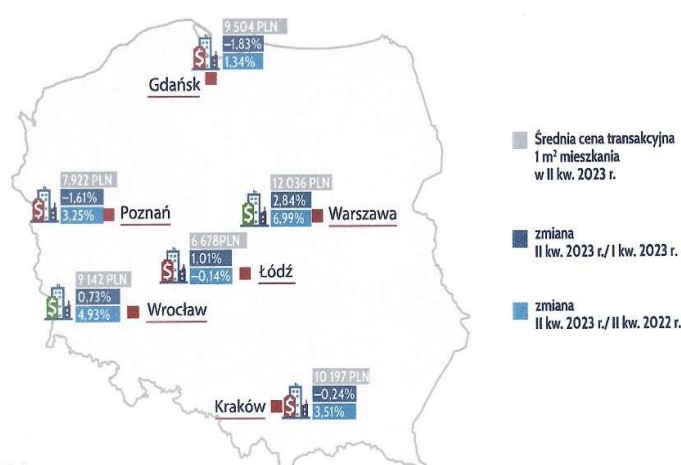 9 504 PLN
–1,83%
1,34%
Gdańsk
7,922 PLN
–1,61%
3,25%
Poznań
12 036 PLN
2,84%
6,99%
Warszawa
6 678PLN
1,01%
–0,14%
Łódź
9 142 PLN
0,73%
4,93%
Wrocław
10 197 PLN
–0,24%
3,51%
Kraków
Średnia cena transakcyjna
1 m² mieszkania
w II kw. 2023 r.
zmiana
II kw. 2023 r./ I kw. 2023 r.
zmiana
II kw. 2023 r./ II kw. 2022 r.